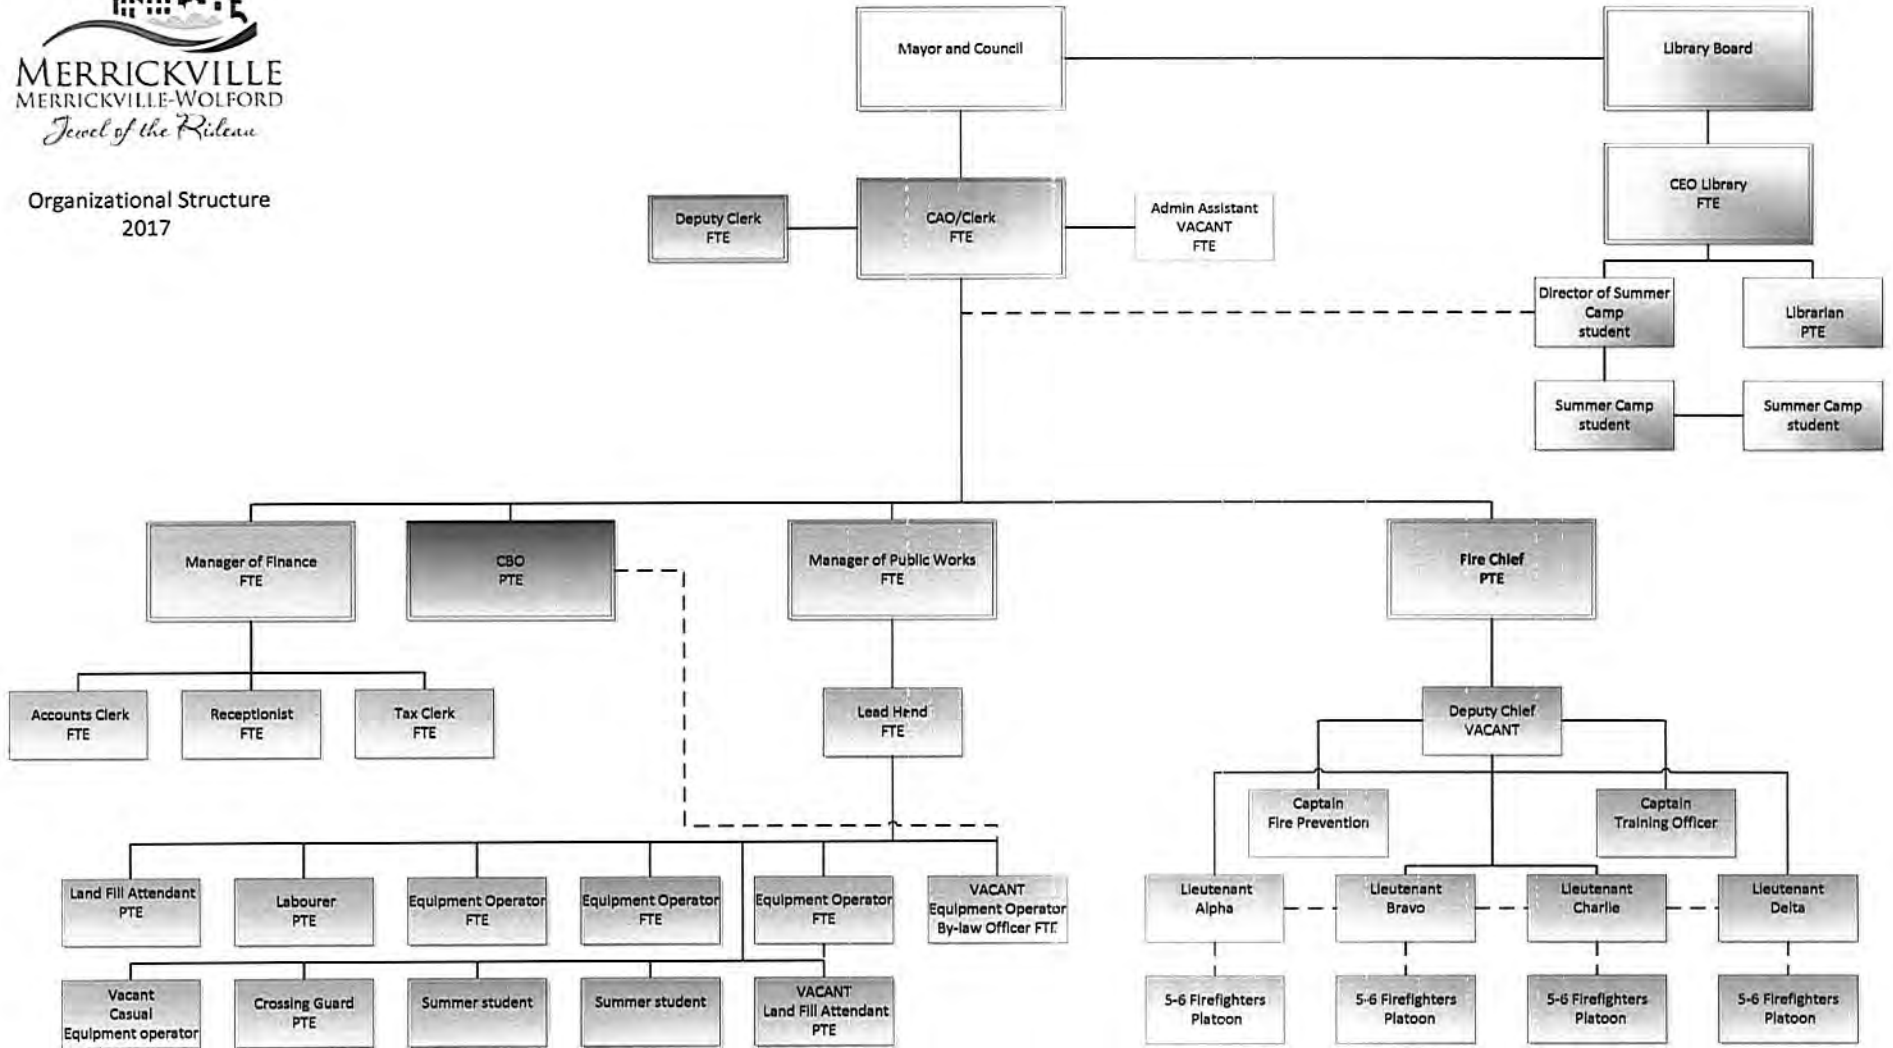 MERRICKVILLE
MERRICKVILLE-WOLFORD
Jewel of the Rideau
Organizational Structure
2017
Mayor and Council
Library Board
CEO Library
FTE
Deputy Clerk
FTE
CAO/Clerk
FTE
Admin Assistant
VACANT
FTE
Director of Summer
Camp
student
Librarian
PTE
Summer Camp
student
Summer Camp
student
Manager of Finance
FTE
CBO
PTE
Manager of Public Works
FTE
Fire Chief
PTE
Accounts Clerk
FTE
Receptionist
FTE
Tax Clerk
FTE
Lead Hand
FTE
Deputy Chief
VACANT
Captain
Fire Prevention
Captain
Training Officer
Land Fill Attendant
PTE
Labourer
PTE
Equipment Operator
FTE
Equipment Operator
FTE
Equipment Operator
FTE
VACANT
Equipment Operator
By-law Officer FTE
Lieutenant
Alpha
Lieutenant
Bravo
Lieutenant
Charlie
Lieutenant
Delta
Vacant
Casual
Equipment operator
Crossing Guard
PTE
Summer student
Summer student
VACANT
Land Fill Attendant
PTE
5-6 Firefighters
Platoon
5-6 Firefighters
Platoon
5-6 Firefighters
Platoon
5-6 Firefighters
Platoon